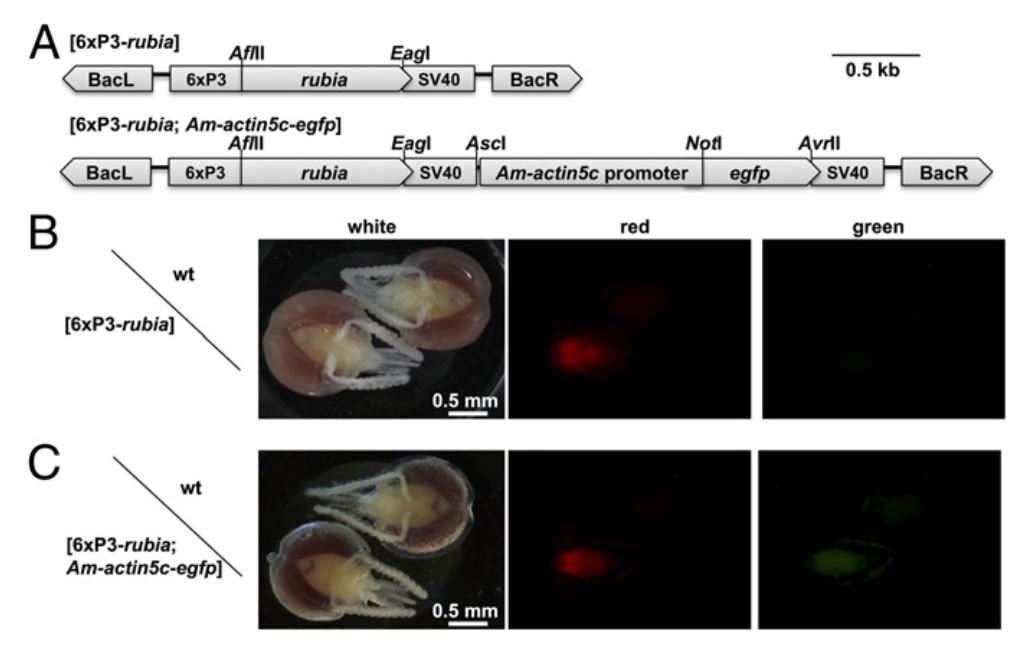 A
[6xP3-rubia]
AflII EagI
BacL 6xP3 rubia SV40 BacR
0.5 kb
[6xP3-rubia; Am-actin5c-egfp]
AflII EagI AscI NotI AvrII
BacL 6xP3 rubia SV40 Am-actin5c promoter egfp SV40 BacR
B
white red green
wt
[6xP3-rubia]
0.5 mm
C
wt
[6xP3-rubia;
Am-actin5c-egfp]
0.5 mm